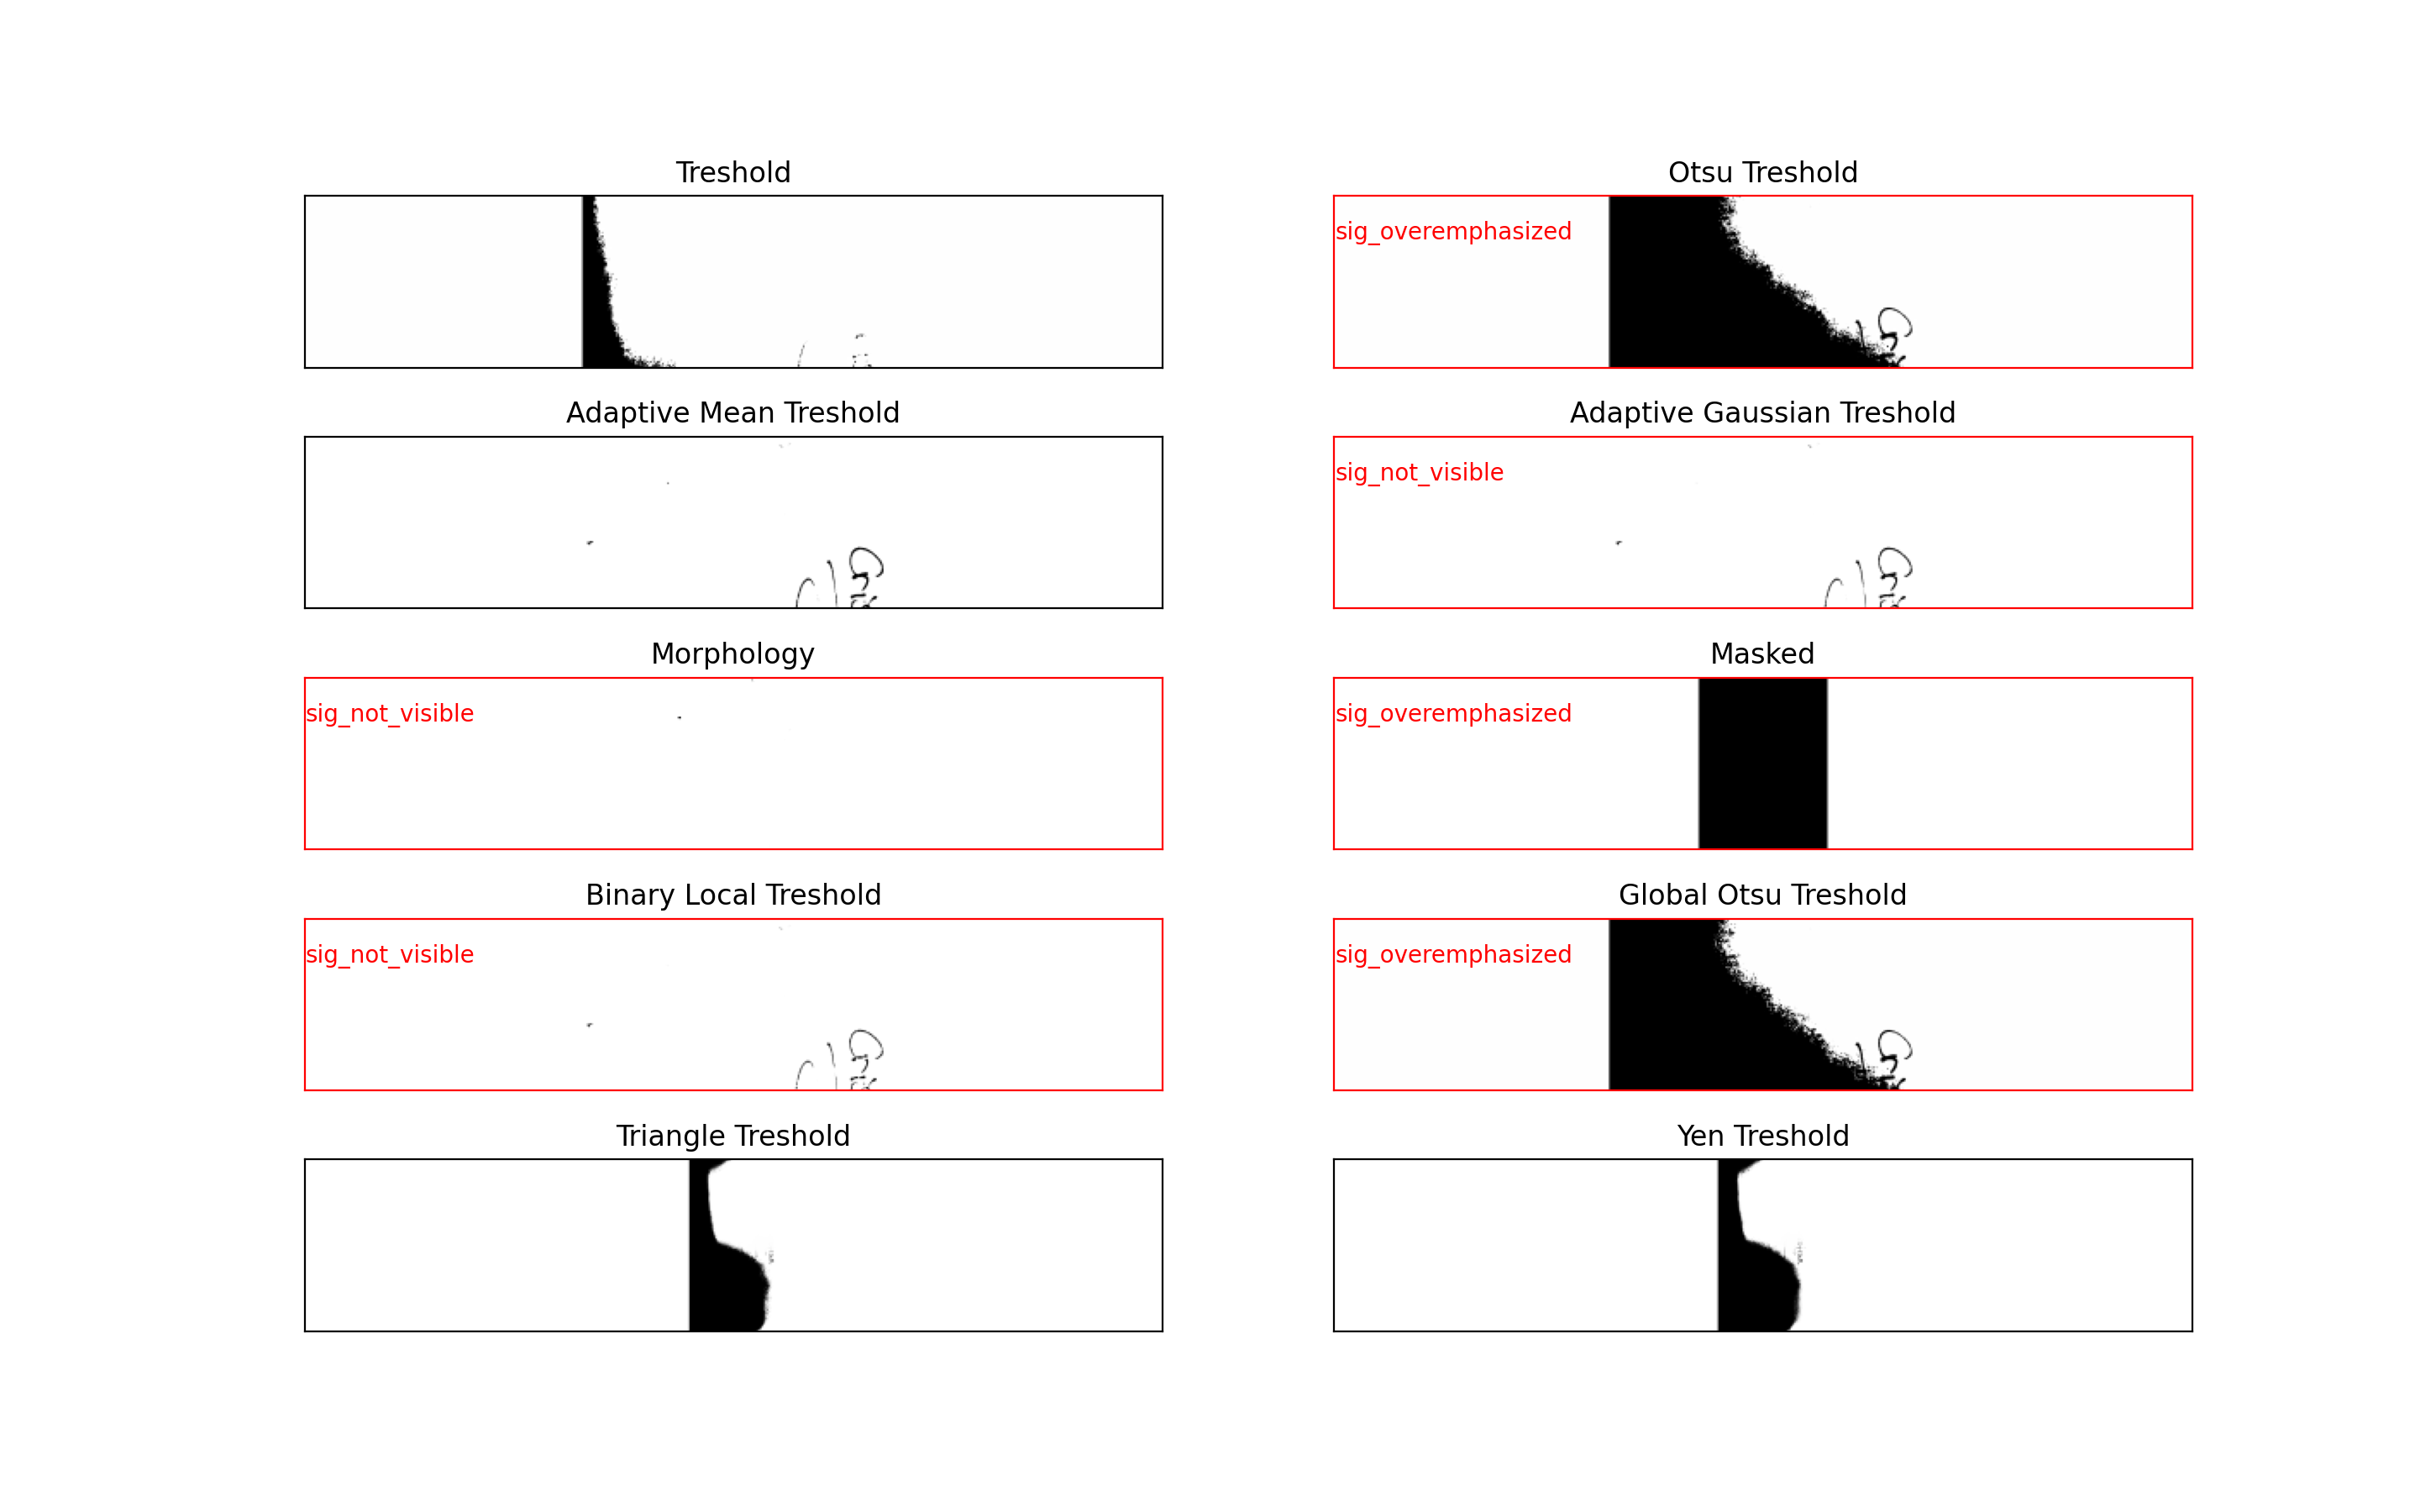 Treshold
Otsu Treshold
sig_overemphasized
Adaptive Mean Treshold
Adaptive Gaussian Treshold
sig_not_visible
Morphology
Masked
sig_not_visible
sig_overemphasized
Binary Local Treshold
Global Otsu Treshold
sig_not_visible
sig_overemphasized
Triangle Treshold
Yen Treshold